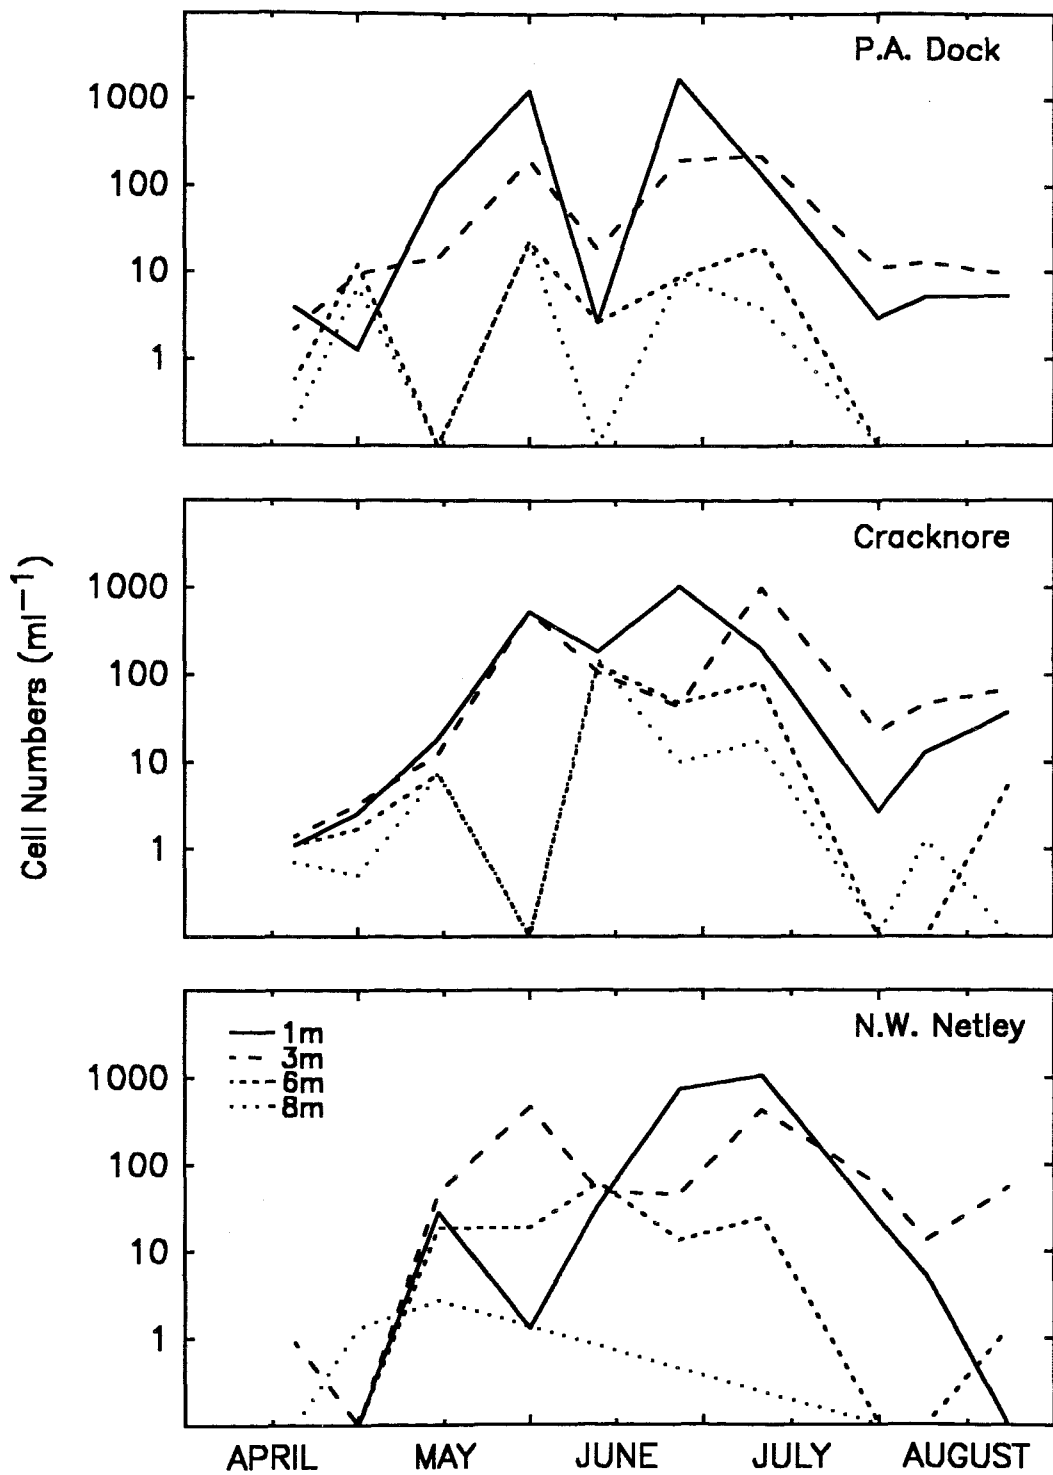 P.A. Dock
1000
100
10
1
Cracknore
1000
100
10
1
Cell Numbers (ml⁻¹)
N.W. Netley
1m
3m
6m
8m
1000
100
10
1
APRIL MAY JUNE JULY AUGUST